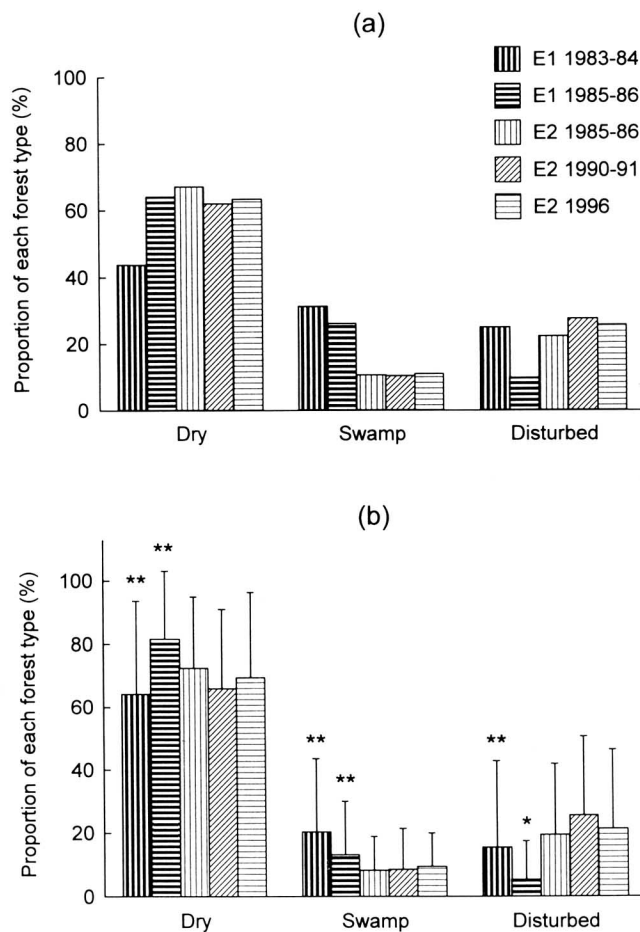 (a)
E1 1983-84
E1 1985-86
E2 1985-86
E2 1990-91
E2 1996
Proportion of each forest type (%)
100
80
60
40
20
0
Dry Swamp Disturbed
(b)
Proportion of each forest type (%)
100
80
60
40
20
0
** ** ** ** ** *
Dry Swamp Disturbed